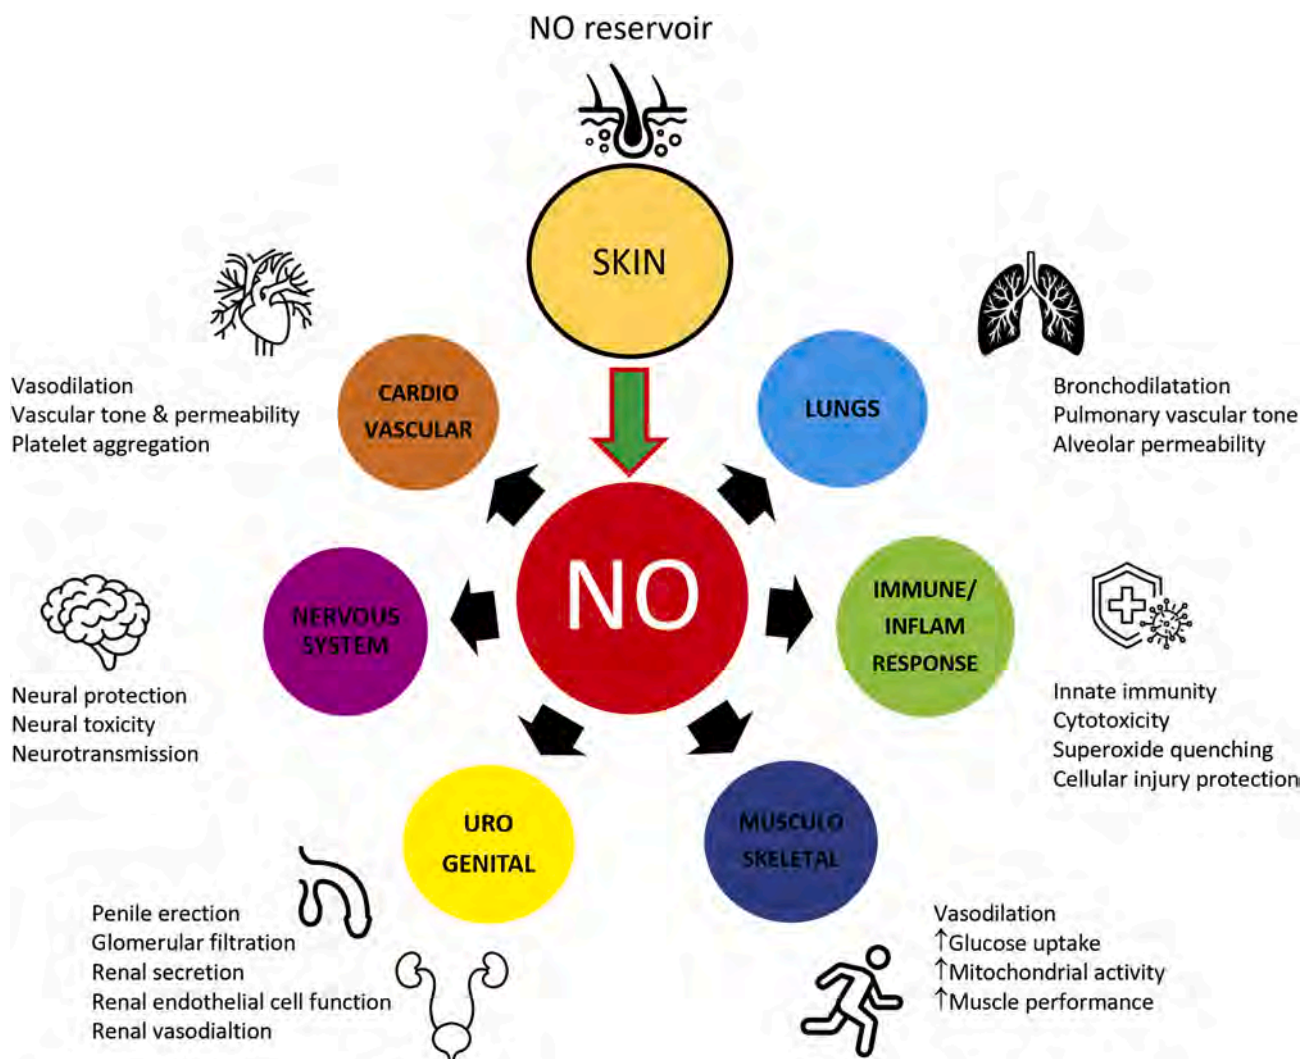 NO reservoir
SKIN
CARDIO
VASCULAR
Vasodilation
Vascular tone & permeability
Platelet aggregation
LUNGS
Bronchodilatation
Pulmonary vascular tone
Alveolar permeability
NO
NERVOUS
SYSTEM
Neural protection
Neural toxicity
Neurotransmission
IMMUNE/
INFLAM
RESPONSE
Innate immunity
Cytotoxicity
Superoxide quenching
Cellular injury protection
URO
GENITAL
Penile erection
Glomerular filtration
Renal secretion
Renal endothelial cell function
Renal vasodialtion
MUSCULO
SKELETAL
Vasodilation
↑Glucose uptake
↑Mitochondrial activity
↑Muscle performance